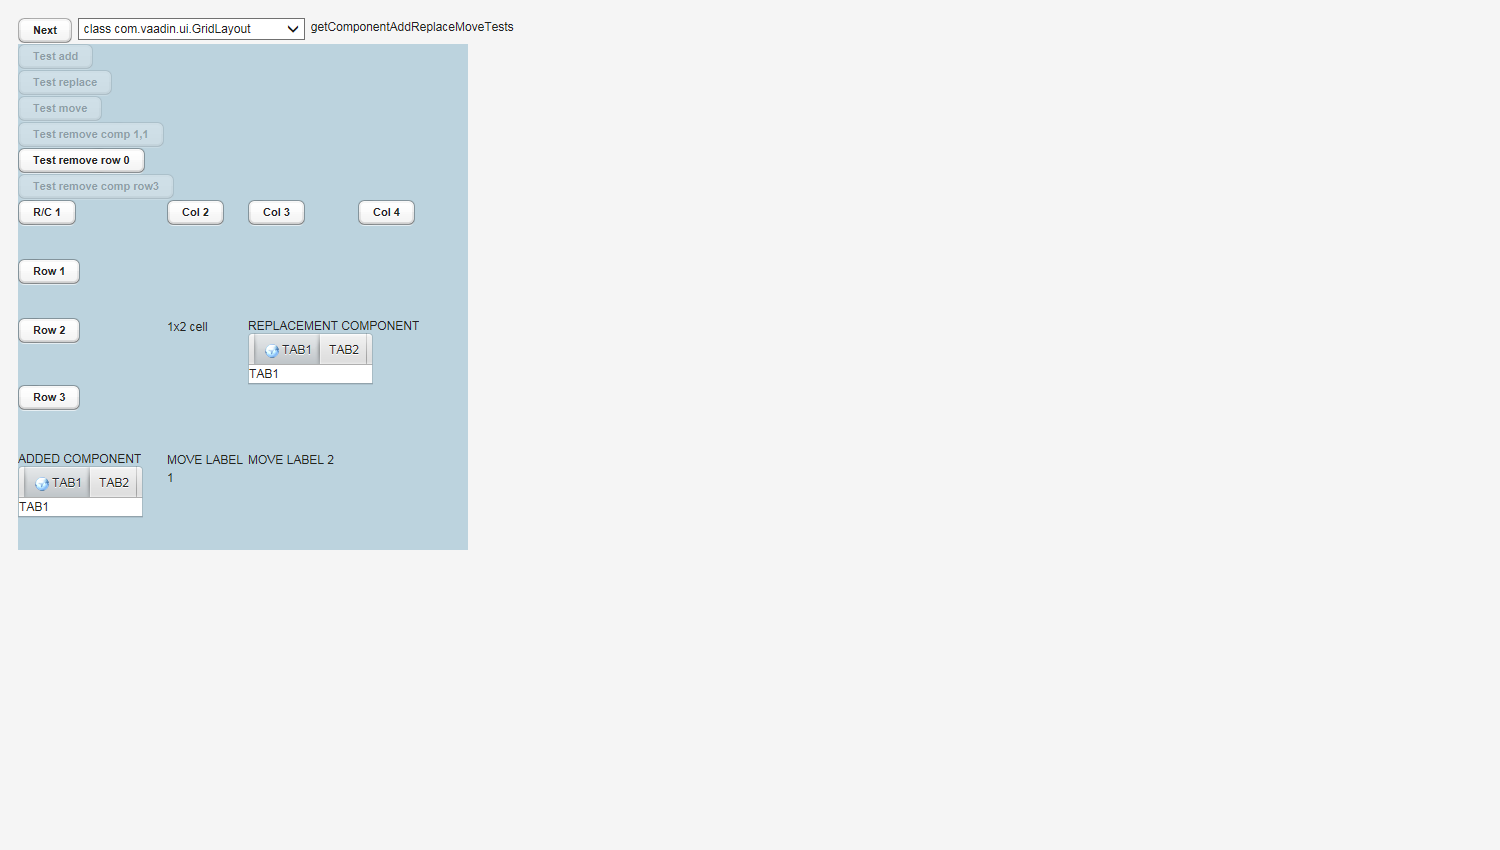 Next class com.vaadin.ui.GridLayout getComponentAddReplaceMoveTests
Test add
Test replace
Test move
Test remove comp 1,1
Test remove row 0
Test remove comp row3
R/C 1 Col 2 Col 3 Col 4
Row 1
Row 2 1x2 cell REPLACEMENT COMPONENT
TAB1 TAB2
TAB1
Row 3
ADDED COMPONENT MOVE LABEL MOVE LABEL 2
1
TAB1 TAB2
TAB1